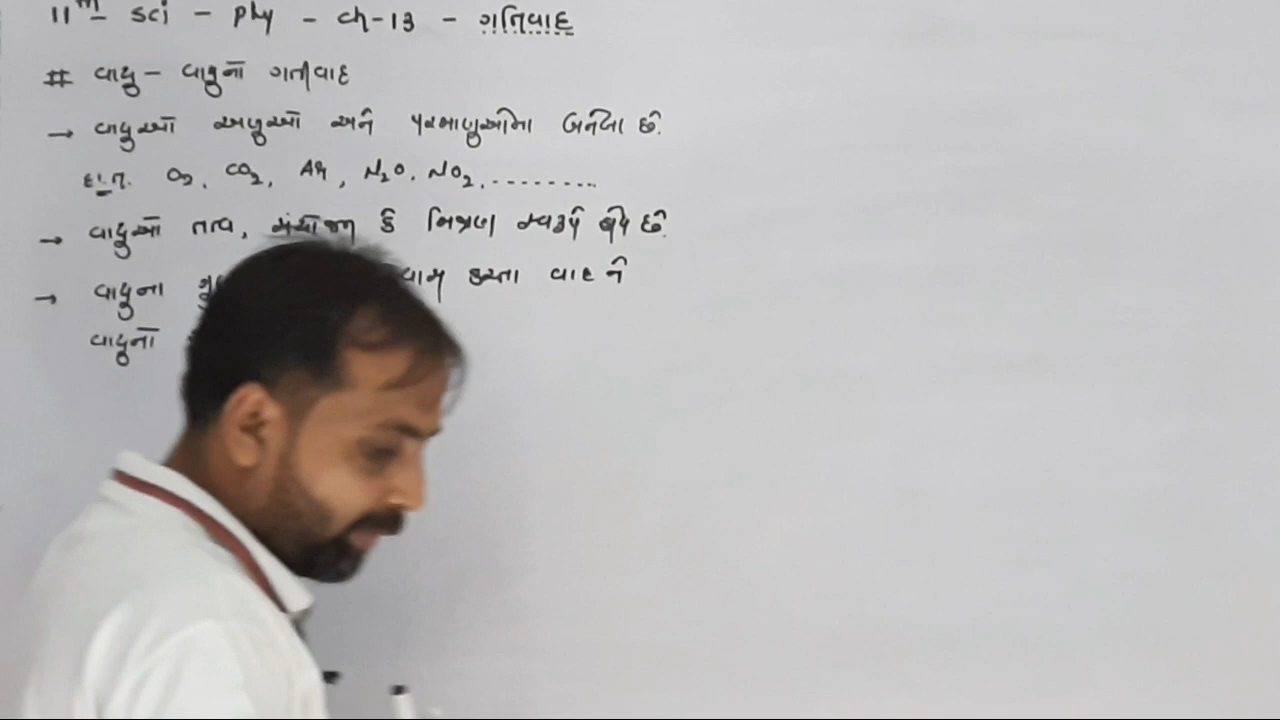 11th - sci - phy - ch-13 - ગતિવાદ
# વાયુ - વાયુનો ગતીવાદ
→ વાયુઓ અણુઓ અને પરમાણુઓના બનેલા છે.
દા.ત. O2, CO2, Ar, N2O, NO2, .........
→ વાયુઓ તત્વ, સંયોજન કે મિશ્રણ સ્વરૂપે હોય છે.
→ વાયુના કરતા વાદ ને
વાયુનો